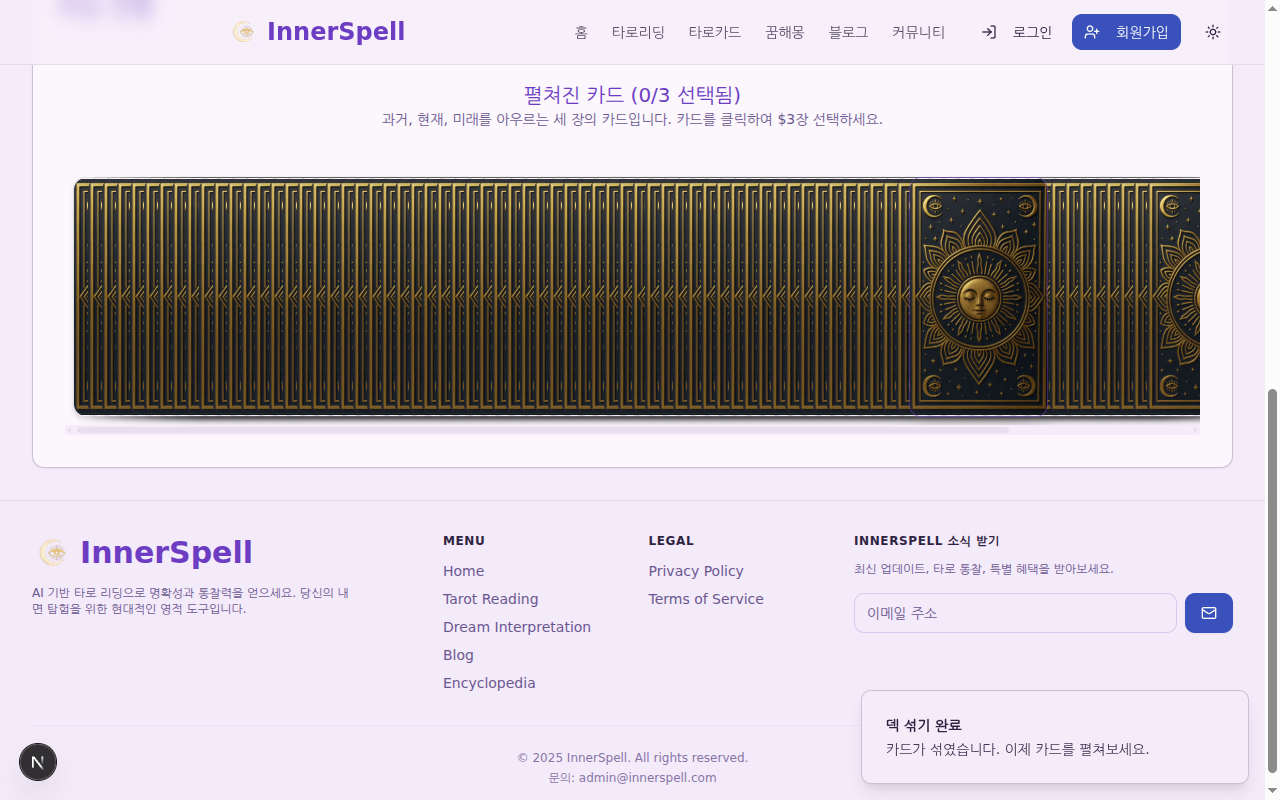 InnerSpell
홈
타로리딩
타로카드
꿈해몽
블로그
커뮤니티
로그인
회원가입
펼쳐진 카드 (0/3 선택됨)
과거, 현재, 미래를 아우르는 세 장의 카드입니다. 카드를 클릭하여 $3장 선택하세요.
InnerSpell
AI 기반 타로 리딩으로 명확성과 통찰력을 얻으세요. 당신의 내
면 탐험을 위한 현대적인 영적 도구입니다.
MENU
Home
Tarot Reading
Dream Interpretation
Blog
Encyclopedia
LEGAL
Privacy Policy
Terms of Service
INNERSPELL 소식 받기
최신 업데이트, 타로 통찰, 특별 혜택을 받아보세요.
이메일 주소
덱 섞기 완료
카드가 섞였습니다. 이제 카드를 펼쳐보세요.
© 2025 InnerSpell. All rights reserved.
문의: admin@innerspell.com
N